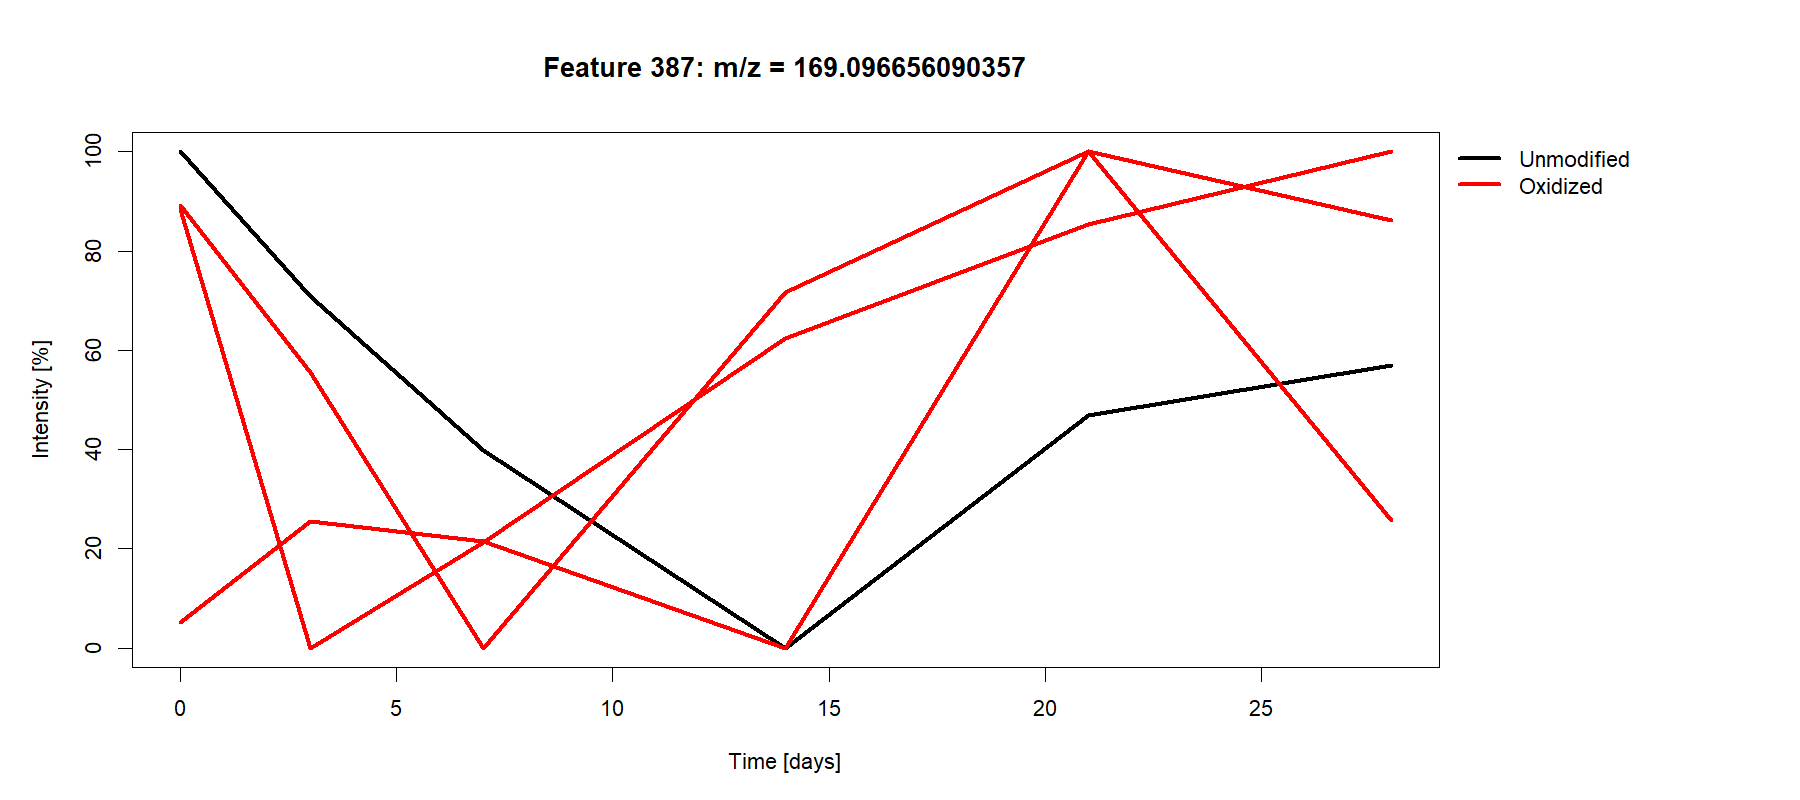 Feature 387: m/z = 169.096656090357
Unmodified
Oxidized
Intensity [%]
100
80
60
40
20
0
0 5 10 15 20 25
Time [days]